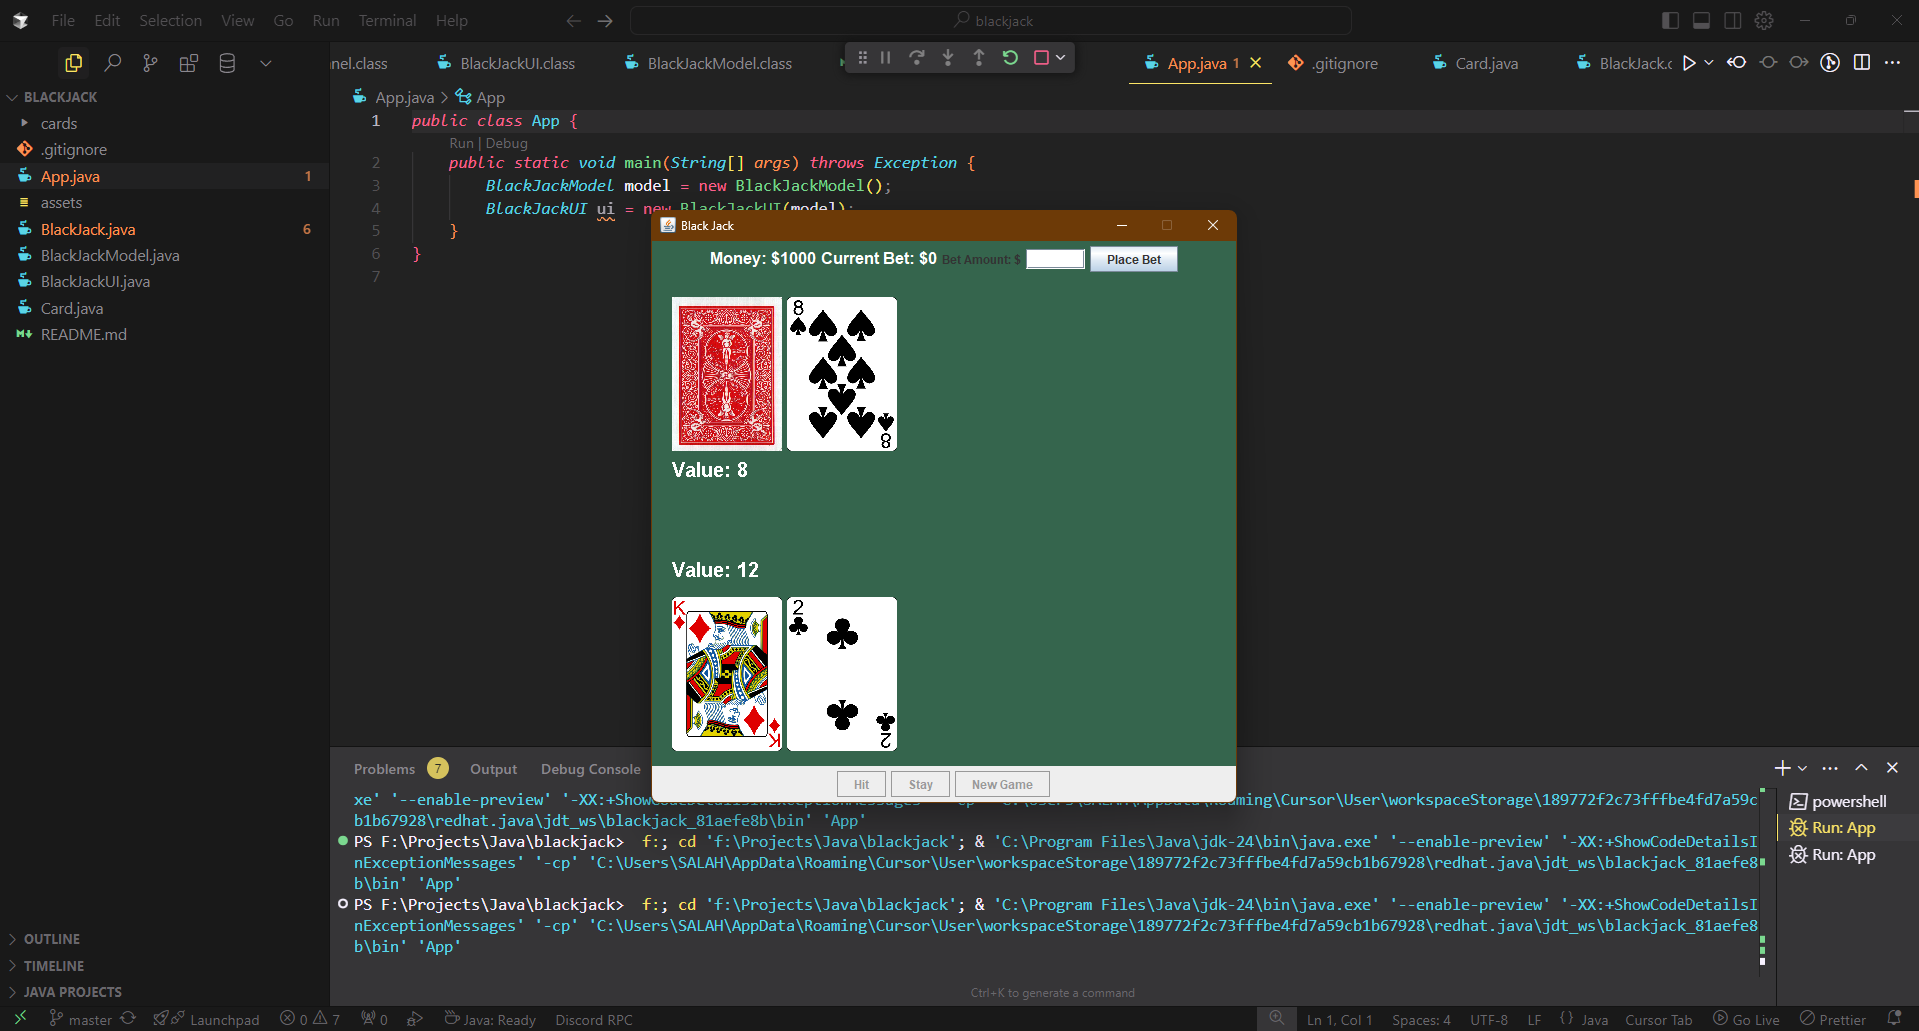 File Edit Selection View Go Run Terminal Help
blackjack
BLACKJACK
cards
.gitignore
App.java 1
assets
BlackJack.java 6
BlackJackModel.java
BlackJackUI.java
Card.java
README.md
OUTLINE
TIMELINE
JAVA PROJECTS
nel.class BlackJackUI.class BlackJackModel.class App.java 1 .gitignore Card.java BlackJack.c
App.java > App
1 public class App {
Run | Debug
2 public static void main(String[] args) throws Exception {
3 BlackJackModel model = new BlackJackModel();
4 BlackJackUI ui = new BlackJackUI(model);
5 }
6 }
7
Black Jack
Money: $1000 Current Bet: $0 Bet Amount: $ Place Bet
8
8
Value: 8
Value: 12
K 2
K 2
Hit Stay New Game
Problems 7 Output Debug Console
xe' '--enable-preview' '-XX:+ShowCodeDetailsInExceptionMessages' '-cp' 'C:\Users\SALAH\AppData\Roaming\Cursor\User\workspaceStorage\189772f2c73fffbe4fd7a59c
b1b67928\redhat.java\jdt_ws\blackjack_81aefe8b\bin' 'App'
PS F:\Projects\Java\blackjack> f:; cd 'f:\Projects\Java\blackjack'; & 'C:\Program Files\Java\jdk-24\bin\java.exe' '--enable-preview' '-XX:+ShowCodeDetailsI
nExceptionMessages' '-cp' 'C:\Users\SALAH\AppData\Roaming\Cursor\User\workspaceStorage\189772f2c73fffbe4fd7a59cb1b67928\redhat.java\jdt_ws\blackjack_81aefe8
b\bin' 'App'
PS F:\Projects\Java\blackjack> f:; cd 'f:\Projects\Java\blackjack'; & 'C:\Program Files\Java\jdk-24\bin\java.exe' '--enable-preview' '-XX:+ShowCodeDetailsI
nExceptionMessages' '-cp' 'C:\Users\SALAH\AppData\Roaming\Cursor\User\workspaceStorage\189772f2c73fffbe4fd7a59cb1b67928\redhat.java\jdt_ws\blackjack_81aefe8
b\bin' 'App'
Ctrl+K to generate a command
powershell
Run: App
Run: App
master Launchpad 0 7 0 Java: Ready Discord RPC Ln 1, Col 1 Spaces: 4 UTF-8 LF {} Java Cursor Tab Go Live Prettier